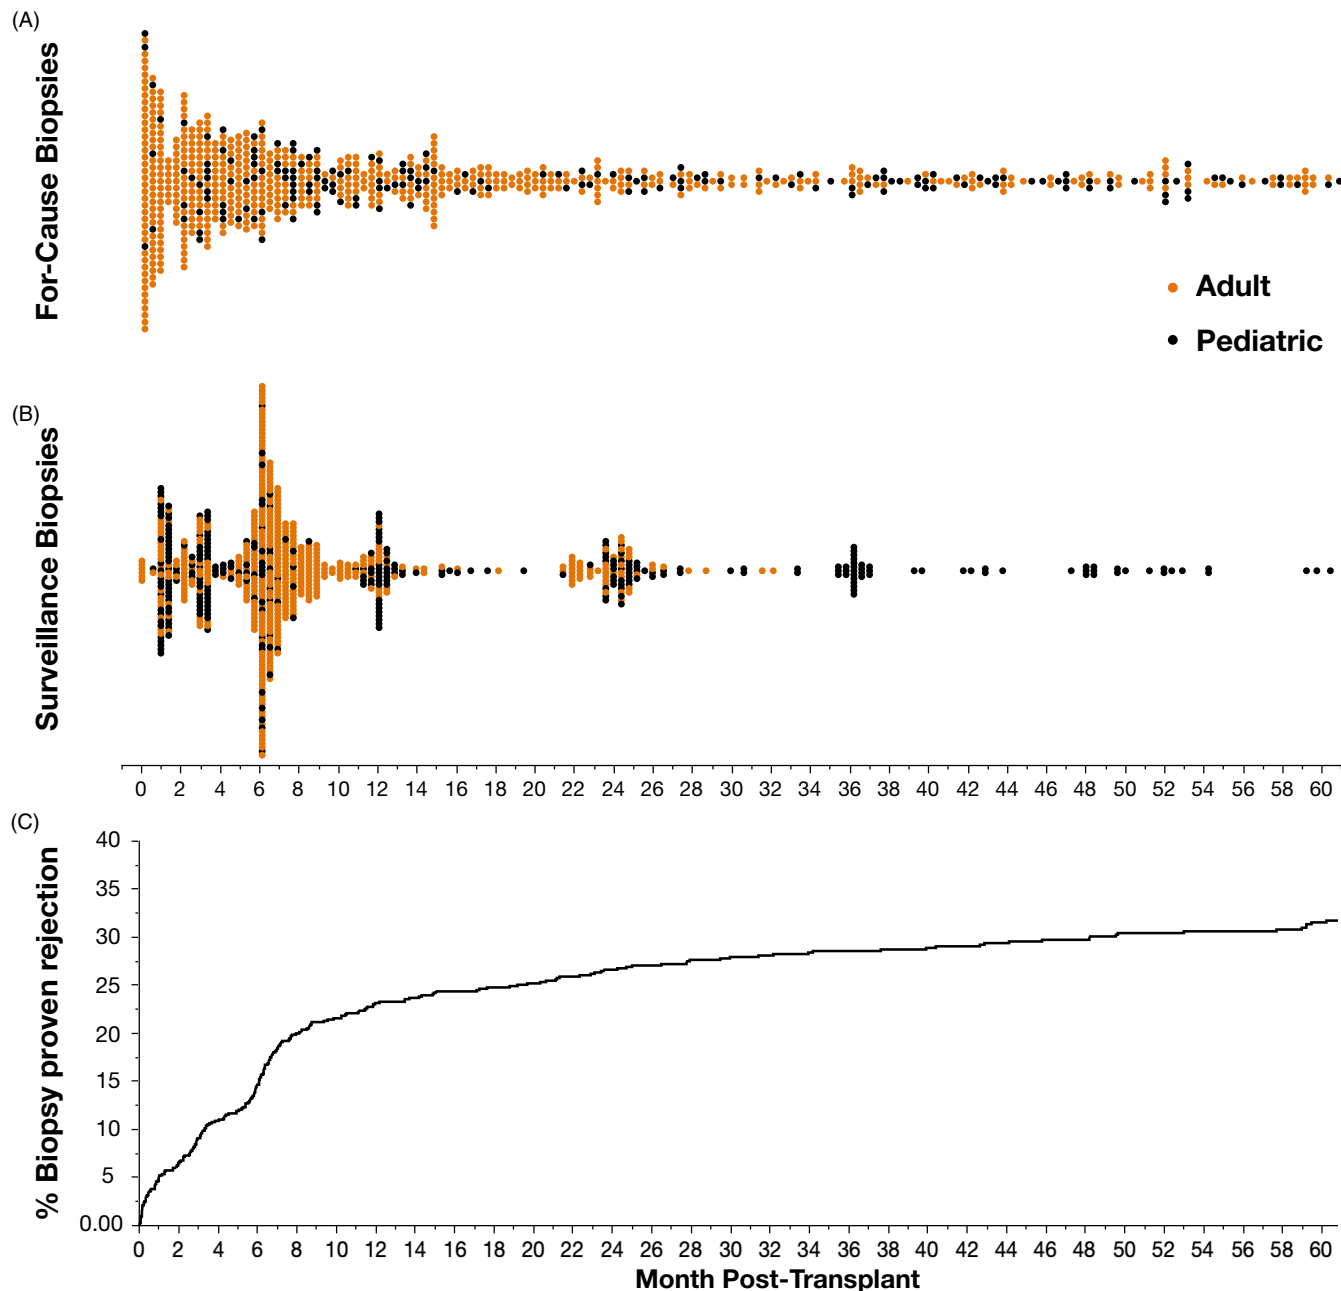 (A)
For-Cause Biopsies
Adult
Pediatric
(B)
Surveillance Biopsies
0 2 4 6 8 10 12 14 16 18 20 22 24 26 28 30 32 34 36 38 40 42 44 46 48 50 52 54 56 58 60
(C)
% Biopsy proven rejection
40
35
30
25
20
15
10
5
0.00
0 2 4 6 8 10 12 14 16 18 20 22 24 26 28 30 32 34 36 38 40 42 44 46 48 50 52 54 56 58 60
Month Post-Transplant